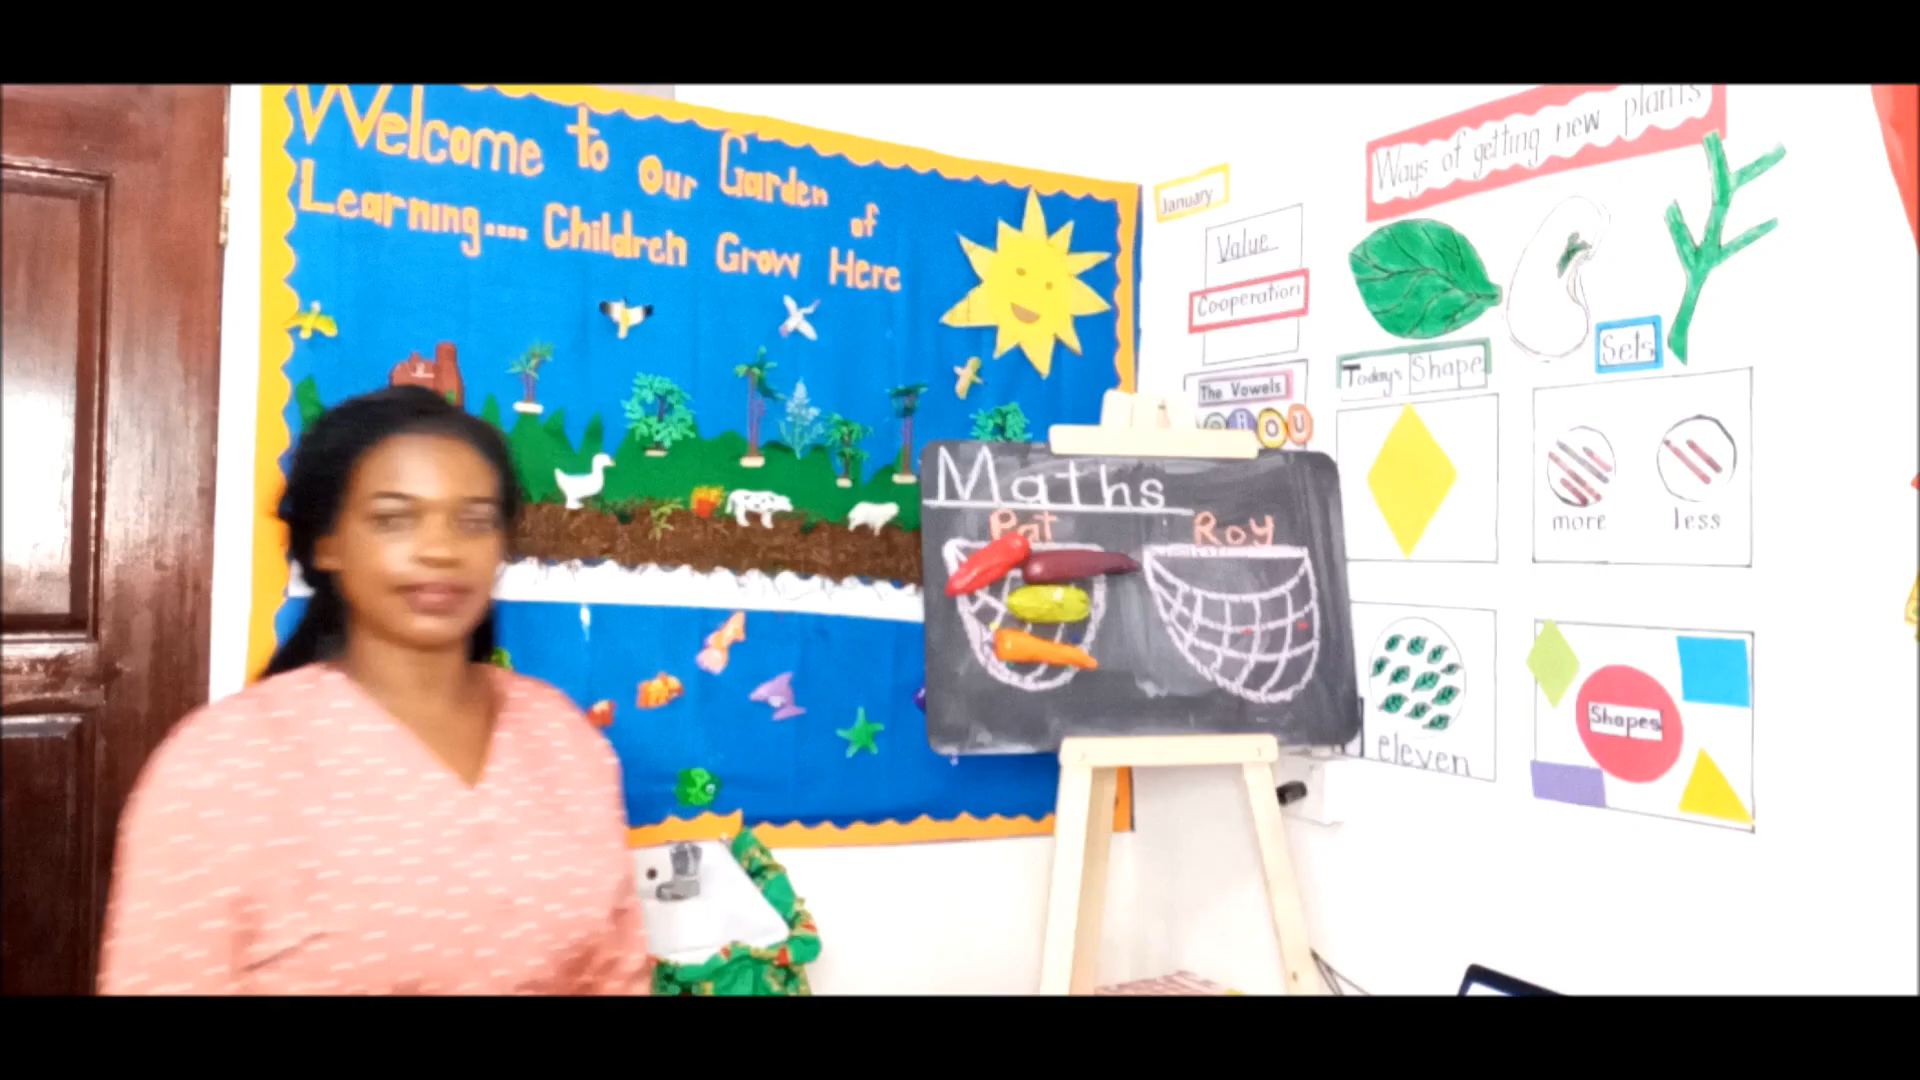 Welcome to Our Garden of
Learning.... Children Grow Here
January
Value
Cooperation
The Vowels
i o u
Ways of getting new plants
Today's Shape
Sets
more
less
Maths
Pat
Roy
eleven
Shapes